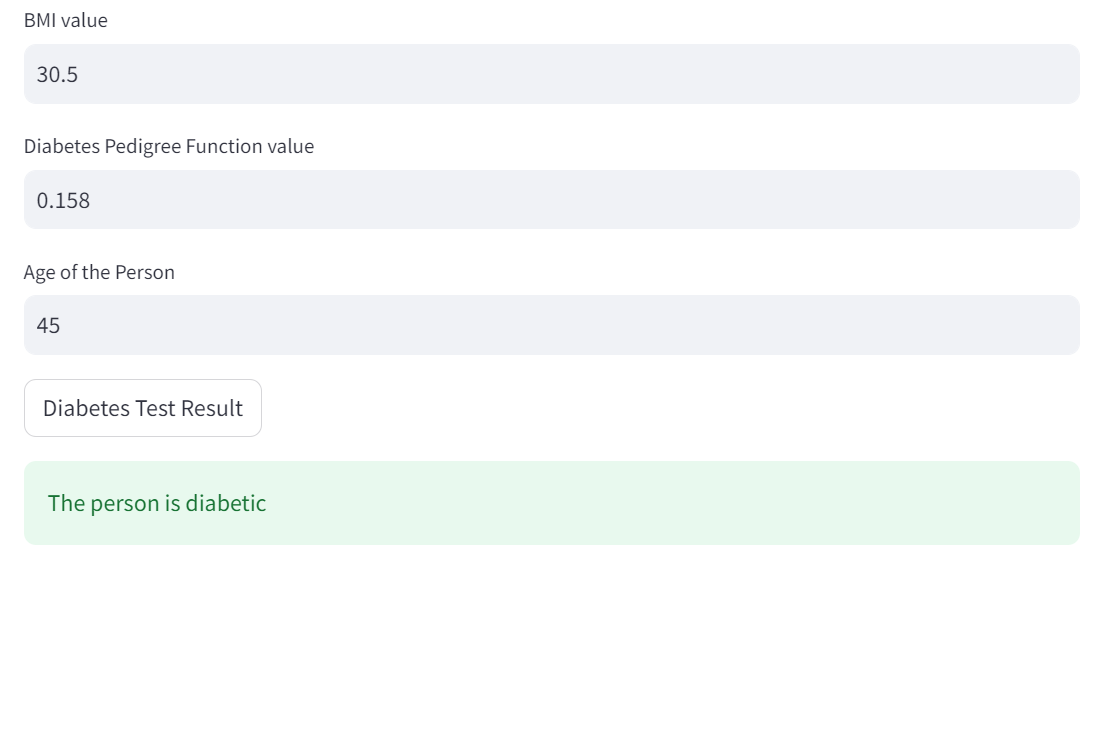 BMI value
30.5
Diabetes Pedigree Function value
0.158
Age of the Person
45
Diabetes Test Result
The person is diabetic